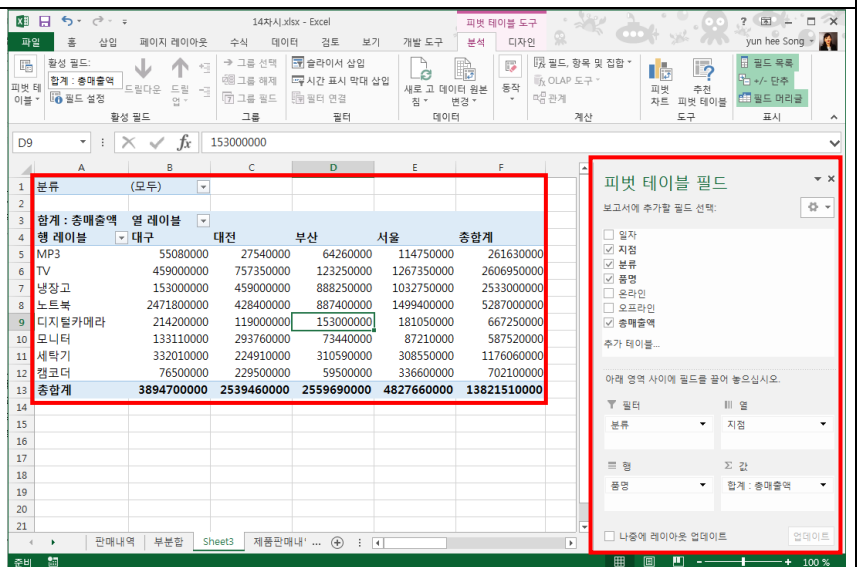 14차시.xlsx - Excel
피벗 테이블 도구
파일 홈 삽입 페이지 레이아웃 수식 데이터 검토 보기 개발 도구 분석 디자인 yun hee Song
활성 필드:
합계 : 총매출액
필드 설정
피벗 테이블
드릴다운 드릴업
활성 필드
그룹 선택
그룹 해제
그룹 필드
그룹
슬라이서 삽입
시간 표시 막대 삽입
필터 연결
필터
새로 고침 데이터 원본 변경
데이터
동작
필드, 항목 및 집합
OLAP 도구
관계
계산
피벗 차트 추천 피벗 테이블
도구
필드 목록
+/- 단추
필드 머리글
표시
D9 fx 153000000
A B C D E F
1 분류 (모두)
2
3 합계 : 총매출액 열 레이블
4 행 레이블 대구 대전 부산 서울 총합계
5 MP3 55080000 27540000 64260000 114750000 261630000
6 TV 459000000 757350000 123250000 1267350000 2606950000
7 냉장고 153000000 459000000 888250000 1032750000 2533000000
8 노트북 2471800000 428400000 887400000 1499400000 5287000000
9 디지털카메라 214200000 119000000 153000000 181050000 667250000
10 모니터 133110000 293760000 73440000 87210000 587520000
11 세탁기 332010000 224910000 310590000 308550000 1176060000
12 캠코더 76500000 229500000 59500000 336600000 702100000
13 총합계 3894700000 2539460000 2559690000 4827660000 13821510000
14
15
16
17
18
19
20
21
피벗 테이블 필드
보고서에 추가할 필드 선택:
일자
지점
분류
품명
온라인
오프라인
총매출액
추가 테이블...
아래 영역 사이에 필드를 끌어 놓으십시오.
필터 열
분류 지점
행 Σ 값
품명 합계 : 총매출액
나중에 레이아웃 업데이트 업데이트
판매내역 부분합 Sheet3 제품판매내 ...
준비 100 %